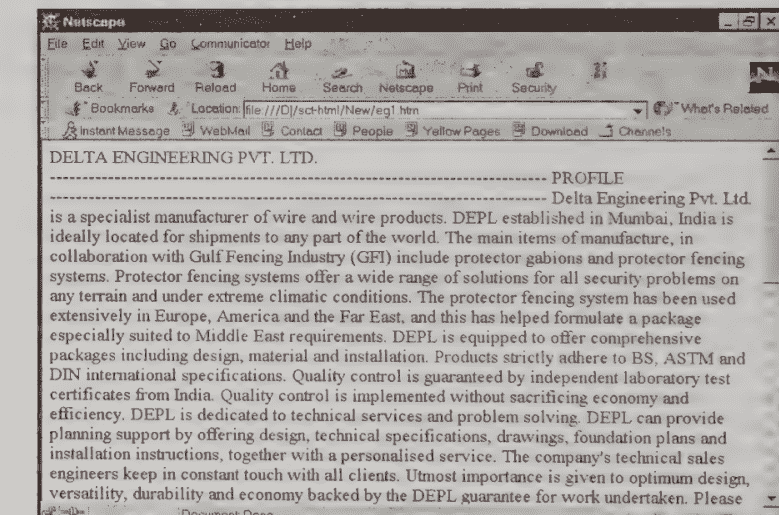 Netscape
File Edit View Go Communicator Help
Back Forward Reload Home Search Netscape Print Security
Bookmarks Location: file:///D|/sct-html/New/eg1.htm What's Related
Instant Message WebMail Contact People Yellow Pages Download Channels
DELTA ENGINEERING PVT. LTD.
---------------------------------------------------------------- PROFILE
---------------------------------------------------------------- Delta Engineering Pvt. Ltd.
is a specialist manufacturer of wire and wire products. DEPL established in Mumbai, India is
ideally located for shipments to any part of the world. The main items of manufacture, in
collaboration with Gulf Fencing Industry (GFI) include protector gabions and protector fencing
systems. Protector fencing systems offer a wide range of solutions for all security problems on
any terrain and under extreme climatic conditions. The protector fencing system has been used
extensively in Europe, America and the Far East, and this has helped formulate a package
especially suited to Middle East requirements. DEPL is equipped to offer comprehensive
packages including design, material and installation. Products strictly adhere to BS, ASTM and
DIN international specifications. Quality control is guaranteed by independent laboratory test
certificates from India. Quality control is implemented without sacrificing economy and
efficiency. DEPL is dedicated to technical services and problem solving. DEPL can provide
planning support by offering design, technical specifications, drawings, foundation plans and
installation instructions, together with a personalised service. The company's technical sales
engineers keep in constant touch with all clients. Utmost importance is given to optimum design,
versatility, durability and economy backed by the DEPL guarantee for work undertaken. Please
Document Done